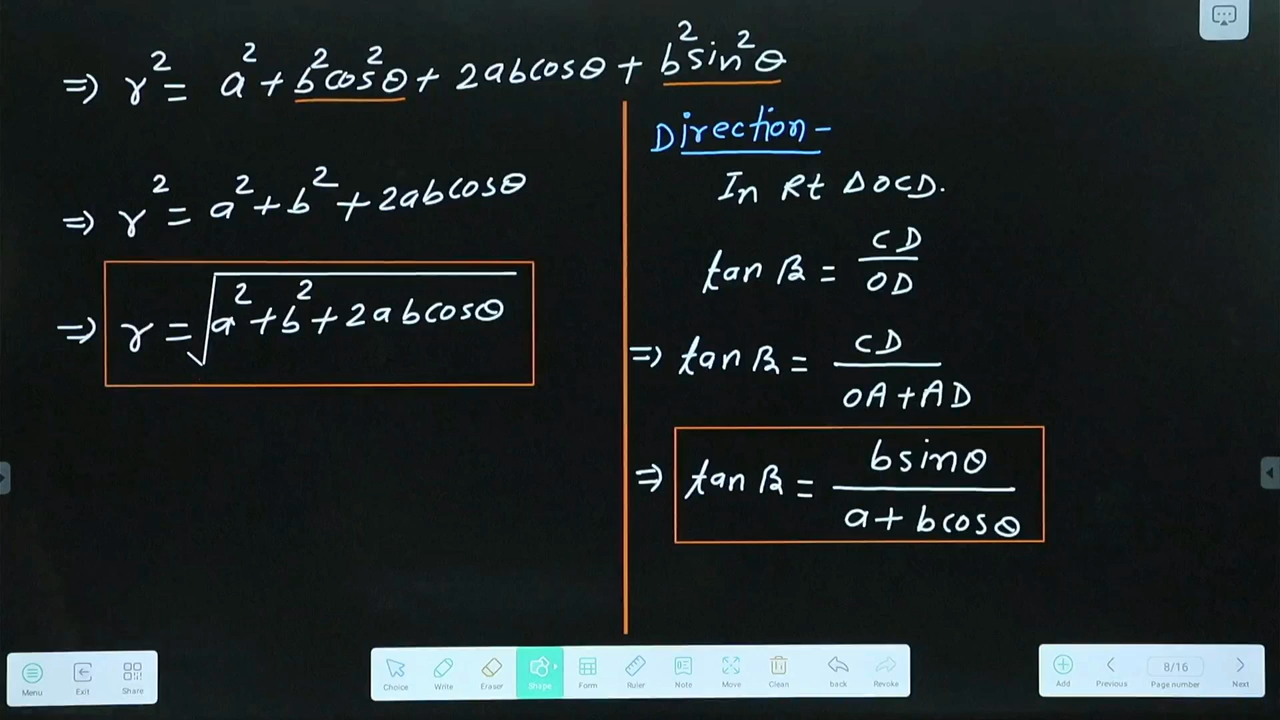 ⇒ r² = a² + b²cos²θ + 2abcosθ + b²sin²θ
⇒ r² = a² + b² + 2abcosθ
⇒ r = √(a² + b² + 2abcosθ)
Direction -
In Rt ΔOCD.
tan β = CD / OD
⇒ tan β = CD / OA + AD
⇒ tan β = bsinθ / a + bcosθ
Menu Exit Share Choice Write Eraser Shape Form Ruler Note Move Clean back Revoke Add Previous 8/16 Page number Next